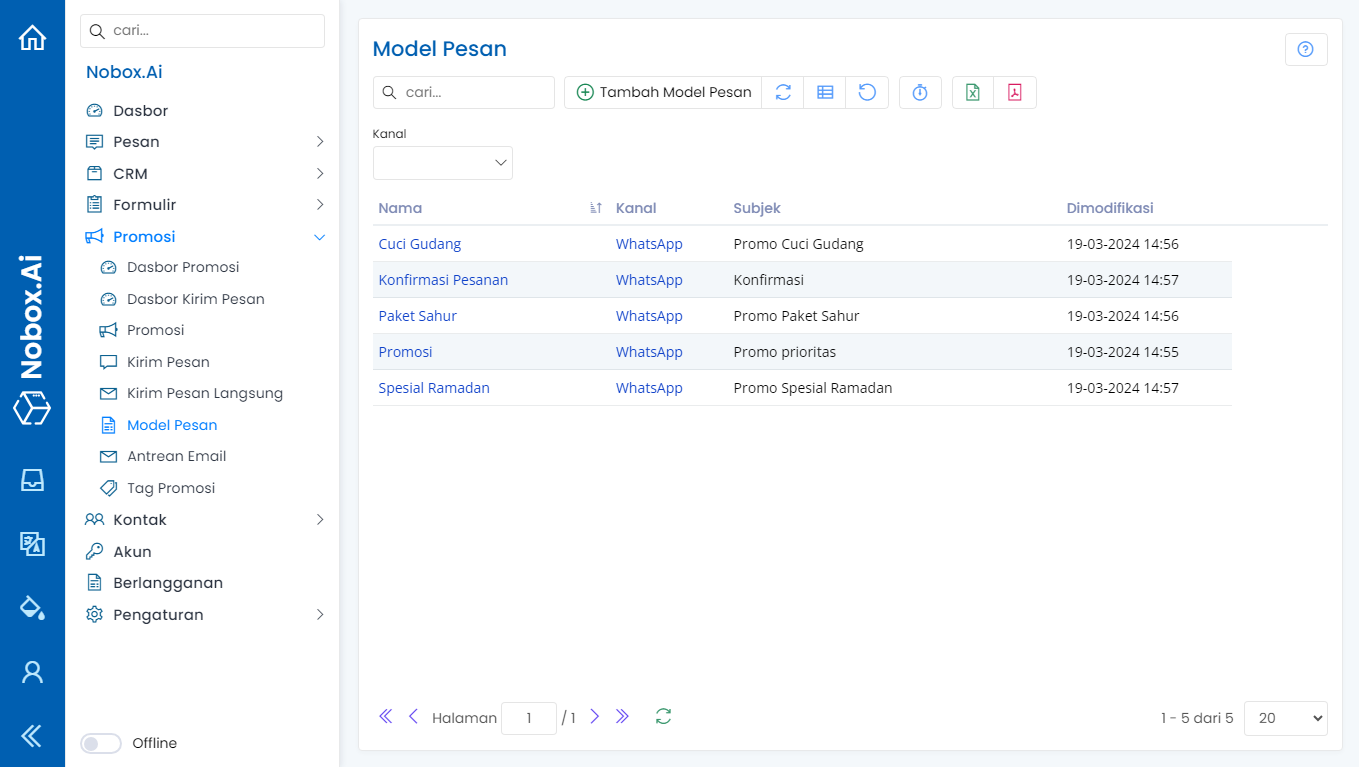 Nobox.Ai
cari...
Nobox.Ai
Dasbor
Pesan
CRM
Formulir
Promosi
Dasbor Promosi
Dasbor Kirim Pesan
Promosi
Kirim Pesan
Kirim Pesan Langsung
Model Pesan
Antrean Email
Tag Promosi
Kontak
Akun
Berlangganan
Pengaturan
Offline
Model Pesan
cari...
Tambah Model Pesan
Kanal
Nama Kanal Subjek Dimodifikasi
Cuci Gudang WhatsApp Promo Cuci Gudang 19-03-2024 14:56
Konfirmasi Pesanan WhatsApp Konfirmasi 19-03-2024 14:57
Paket Sahur WhatsApp Promo Paket Sahur 19-03-2024 14:56
Promosi WhatsApp Promo prioritas 19-03-2024 14:55
Spesial Ramadan WhatsApp Promo Spesial Ramadan 19-03-2024 14:57
Halaman 1 / 1 1 - 5 dari 5 20